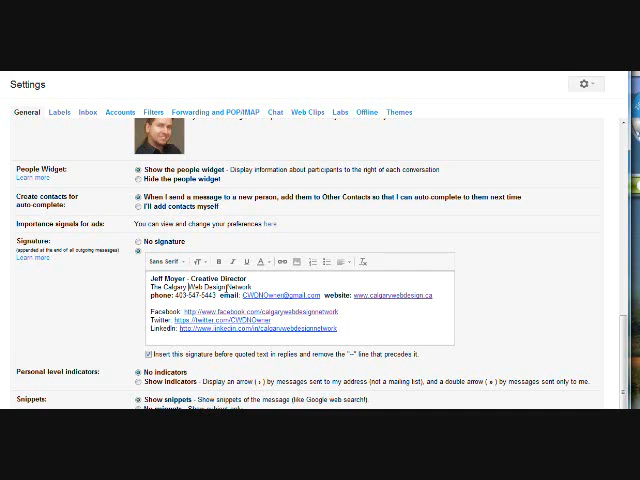 Settings
General Labels Inbox Accounts Filters Forwarding and POP/IMAP Chat Web Clips Labs Offline Themes
People Widget: Show the people widget - Display information about participants to the right of each conversation
Learn more Hide the people widget
Create contacts for auto-complete: When I send a message to a new person, add them to Other Contacts so that I can auto-complete to them next time
I'll add contacts myself
Importance signals for ads: You can view and change your preferences here
Signature: No signature
(appended at the end of all outgoing messages)
Learn more
Sans Serif
Jeff Moyer - Creative Director
The Calgary Web Design Network
phone: 403-547-5443 email: CWDNOwner@gmail.com website: www.calgarywebdesign.ca
Facebook: http://www.facebook.com/calgarywebdesignnetwork
Twitter: https://twitter.com/CWDNOwner
LinkedIn: http://www.linkedin.com/in/calgarywebdesignnetwork
Insert this signature before quoted text in replies and remove the "--" line that precedes it.
Personal level indicators: No indicators
Show indicators - Display an arrow ( › ) by messages sent to my address (not a mailing list), and a double arrow ( » ) by messages sent only to me.
Snippets: Show snippets - Show snippets of the message (like Google web search!)